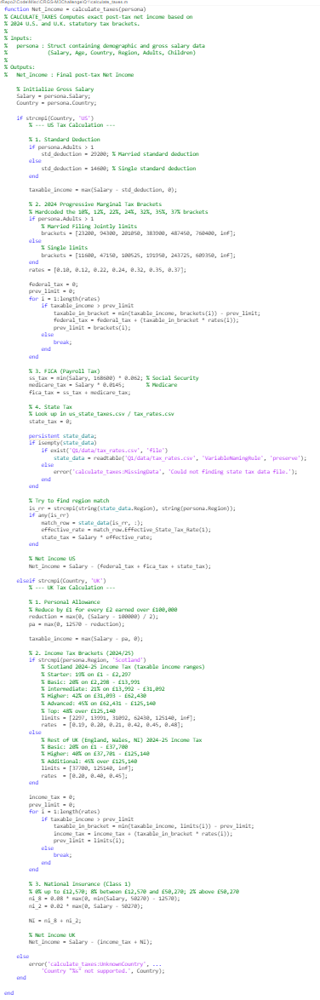 /Repo2/Code/Mac/CRGS-M3Challenge/Q1/calculate_taxes.m
function Net_income = calculate_taxes(persona)
% CALCULATE_TAXES Computes exact post-tax net income based on
% 2024 U.S. and U.K. statutory tax brackets.
%
% Inputs:
%   persona : Struct containing demographic and gross salary data
%             (Salary, Age, Country, Region, Adults, Children)
%
% Outputs:
%   Net_Income : Final post-tax Net Income

    % Initialize Gross Salary
    Salary = persona.Salary;
    Country = persona.Country;

    if strcmpi(Country, 'US')
        % --- US Tax Calculation ---

        % 1. Standard Deduction
        if persona.Adults > 1
            std_deduction = 29200; % Married standard deduction
        else
            std_deduction = 14600; % Single standard deduction
        end

        taxable_income = max(Salary - std_deduction, 0);

        % 2. 2024 Progressive Marginal Tax Brackets
        % Hardcoded the 10%, 12%, 22%, 24%, 32%, 35%, 37% brackets
        if persona.Adults > 1
            % Married Filing Jointly limits
            brackets = [23200, 94300, 201050, 383900, 487450, 760400, inf];
        else
            % Single limits
            brackets = [11600, 47150, 100525, 191950, 243725, 609350, inf];
        end
        rates = [0.10, 0.12, 0.22, 0.24, 0.32, 0.35, 0.37];

        federal_tax = 0;
        prev_limit = 0;
        for i = 1:length(rates)
            if taxable_income > prev_limit
                taxable_in_bracket = min(taxable_income, brackets(i)) - prev_limit;
                federal_tax = federal_tax + (taxable_in_bracket * rates(i));
                prev_limit = brackets(i);
            else
                break;
            end
        end

        % 3. FICA (Payroll Tax)
        ss_tax = min(Salary, 168600) * 0.062; % Social Security
        medicare_tax = Salary * 0.0145;       % Medicare
        fica_tax = ss_tax + medicare_tax;

        % 4. State Tax
        % Look up in us_state_taxes.csv / tax_rates.csv
        state_tax = 0;

        persistent state_data;
        if isempty(state_data)
            if exist('Q1/data/tax_rates.csv', 'file')
                state_data = readtable('Q1/data/tax_rates.csv', 'VariableNamingRule', 'preserve');
            else
                error('calculate_taxes:MissingData', 'Could not finding state tax data file.');
            end
        end

        % Try to find region match
        is_rr = strcmpi(string(state_data.Region), string(persona.Region));
        if any(is_rr)
            match_row = state_data(is_rr, :);
            effective_rate = match_row.Effective_State_Tax_Rate(1);
            state_tax = Salary * effective_rate;
        end

        % Net Income US
        Net_income = Salary - (federal_tax + fica_tax + state_tax);

    elseif strcmpi(Country, 'UK')
        % --- UK Tax Calculation ---

        % 1. Personal Allowance
        % Reduce by £1 for every £2 earned over £100,000
        reduction = max(0, (Salary - 100000) / 2);
        pa = max(0, 12570 - reduction);

        taxable_income = max(Salary - pa, 0);

        % 2. Income Tax Brackets (2024/25)
        if strcmpi(persona.Region, 'Scotland')
            % Scotland 2024-25 Income Tax (taxable income ranges)
            % Starter: 19% on £1 - £2,297
            % Basic: 20% on £2,298 - £13,991
            % Intermediate: 21% on £13,992 - £31,092
            % Higher: 42% on £31,093 - £62,430
            % Advanced: 45% on £62,431 - £125,140
            % Top: 48% over £125,140
            limits = [2297, 13991, 31092, 62430, 125140, inf];
            rates = [0.19, 0.20, 0.21, 0.42, 0.45, 0.48];
        else
            % Rest of UK (England, Wales, NI) 2024-25 Income Tax
            % Basic: 20% on £1 - £37,700
            % Higher: 40% on £37,701 - £125,140
            % Additional: 45% over £125,140
            limits = [37700, 125140, inf];
            rates  = [0.20, 0.40, 0.45];
        end

        income_tax = 0;
        prev_limit = 0;
        for i = 1:length(rates)
            if taxable_income > prev_limit
                taxable_in_bracket = min(taxable_income, limits(i)) - prev_limit;
                income_tax = income_tax + (taxable_in_bracket * rates(i));
                prev_limit = limits(i);
            else
                break;
            end
        end

        % 3. National Insurance (Class 1)
        % 0% up to £12,570; 8% between £12,570 and £50,270; 2% above £50,270
        ni_8 = 0.08 * max(0, min(Salary, 50270) - 12570);
        ni_2 = 0.02 * max(0, Salary - 50270);

        NI = ni_8 + ni_2;

        % Net Income UK
        Net_income = Salary - (income_tax + NI);

    else
        error('calculate_taxes:UnknownCountry', ...
            'Country "%s" not supported.', Country);
    end

end